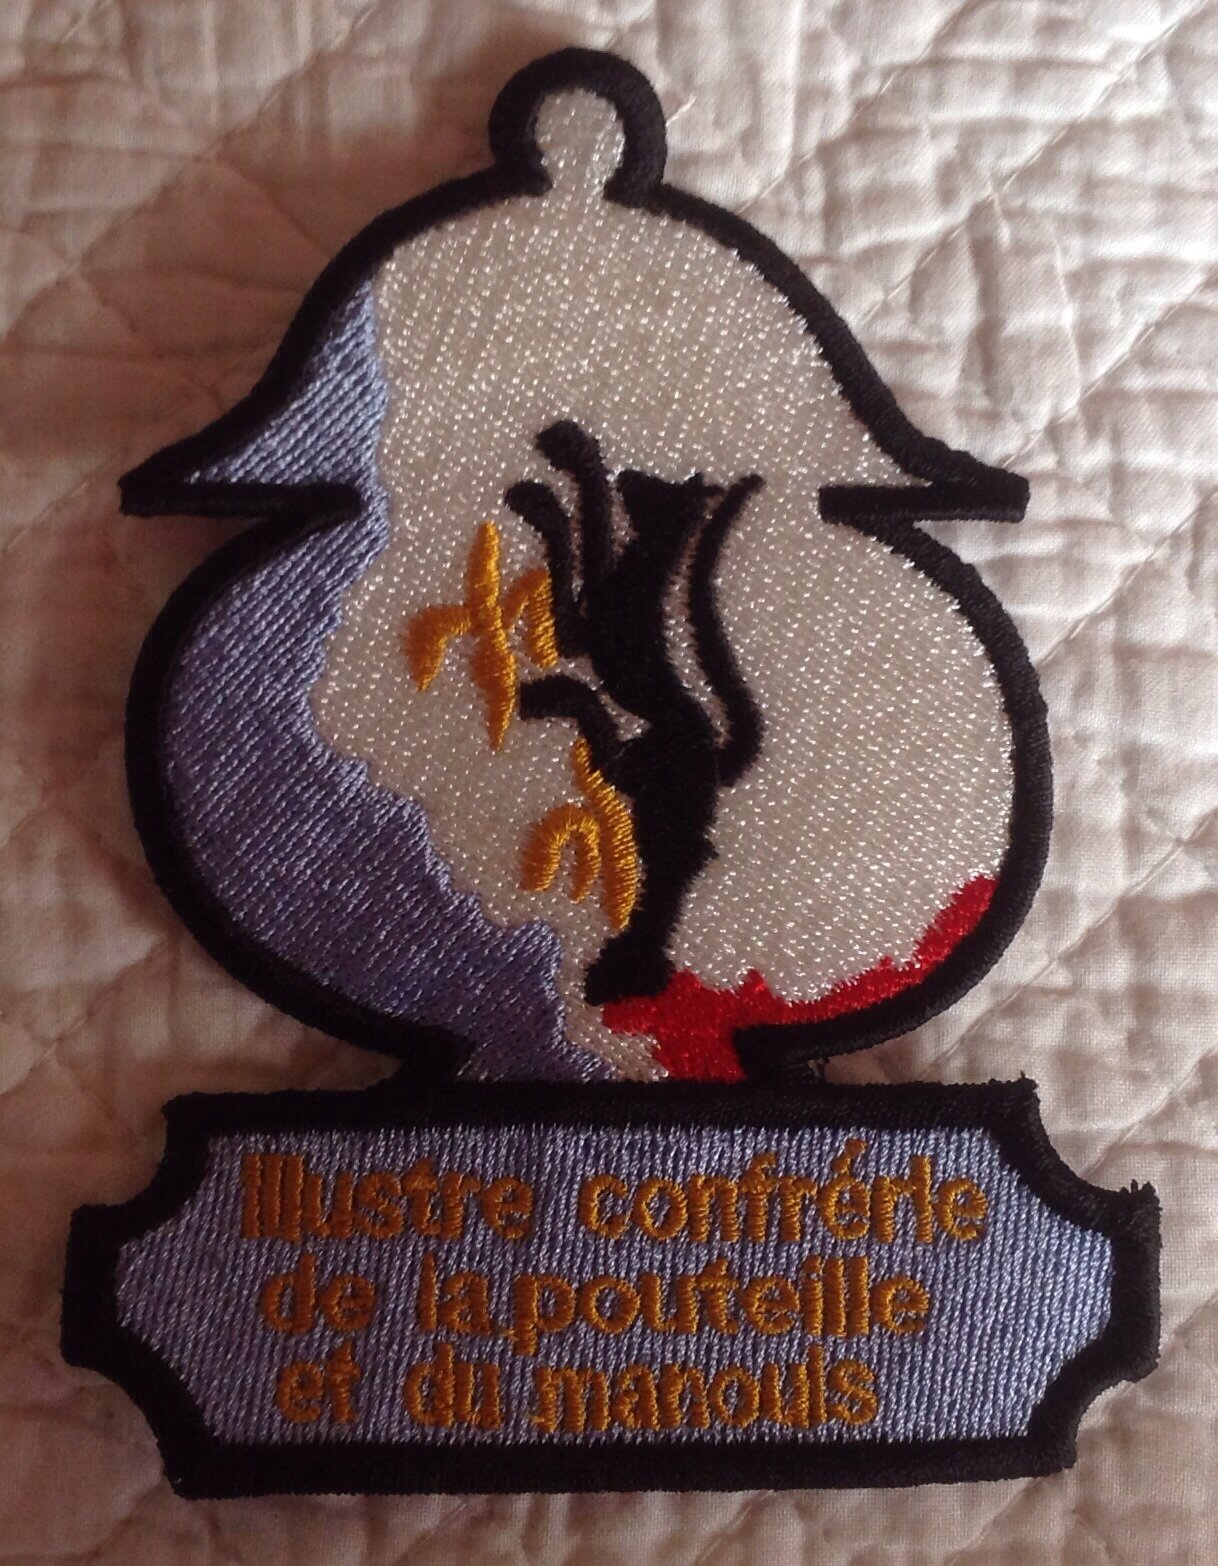 Illustre confrérie
de la pouteille
et du manouls